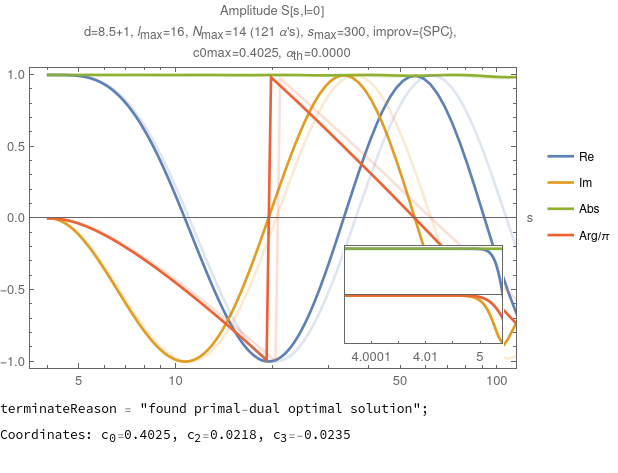 Amplitude S[s,l=0]
d=8.5+1, lmax=16, Nmax=14 (121 α's), smax=300, improv={SPC},
c0max=0.4025, αth=0.0000
1.0
0.5
0.0
−0.5
−1.0
5
10
50
100
s
Re
Im
Abs
Arg/π
4.0001
4.01
5
terminateReason = "found primal-dual optimal solution";
Coordinates: c0=0.4025, c2=0.0218, c3=-0.0235